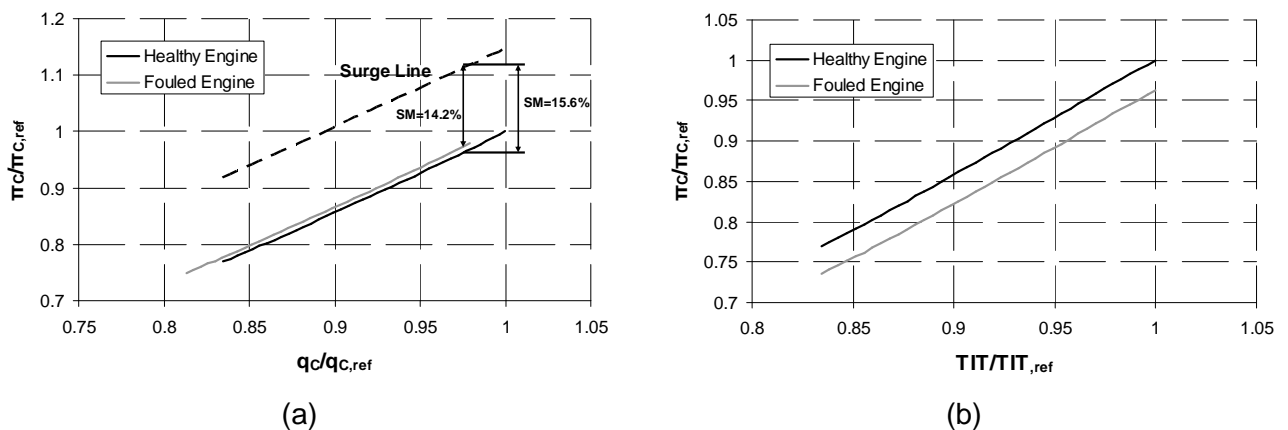 1.2
1.1
1
0.9
0.8
0.7
πC/πC,ref
Healthy Engine
Fouled Engine
Surge Line
SM=14.2%
SM=15.6%
0.75
0.8
0.85
0.9
0.95
1
1.05
qC/qC,ref
(a)
1.05
1
0.95
0.9
0.85
0.8
0.75
0.7
πC/πC,ref
Healthy Engine
Fouled Engine
0.8
0.85
0.9
0.95
1
1.05
TIT/TIT,ref
(b)